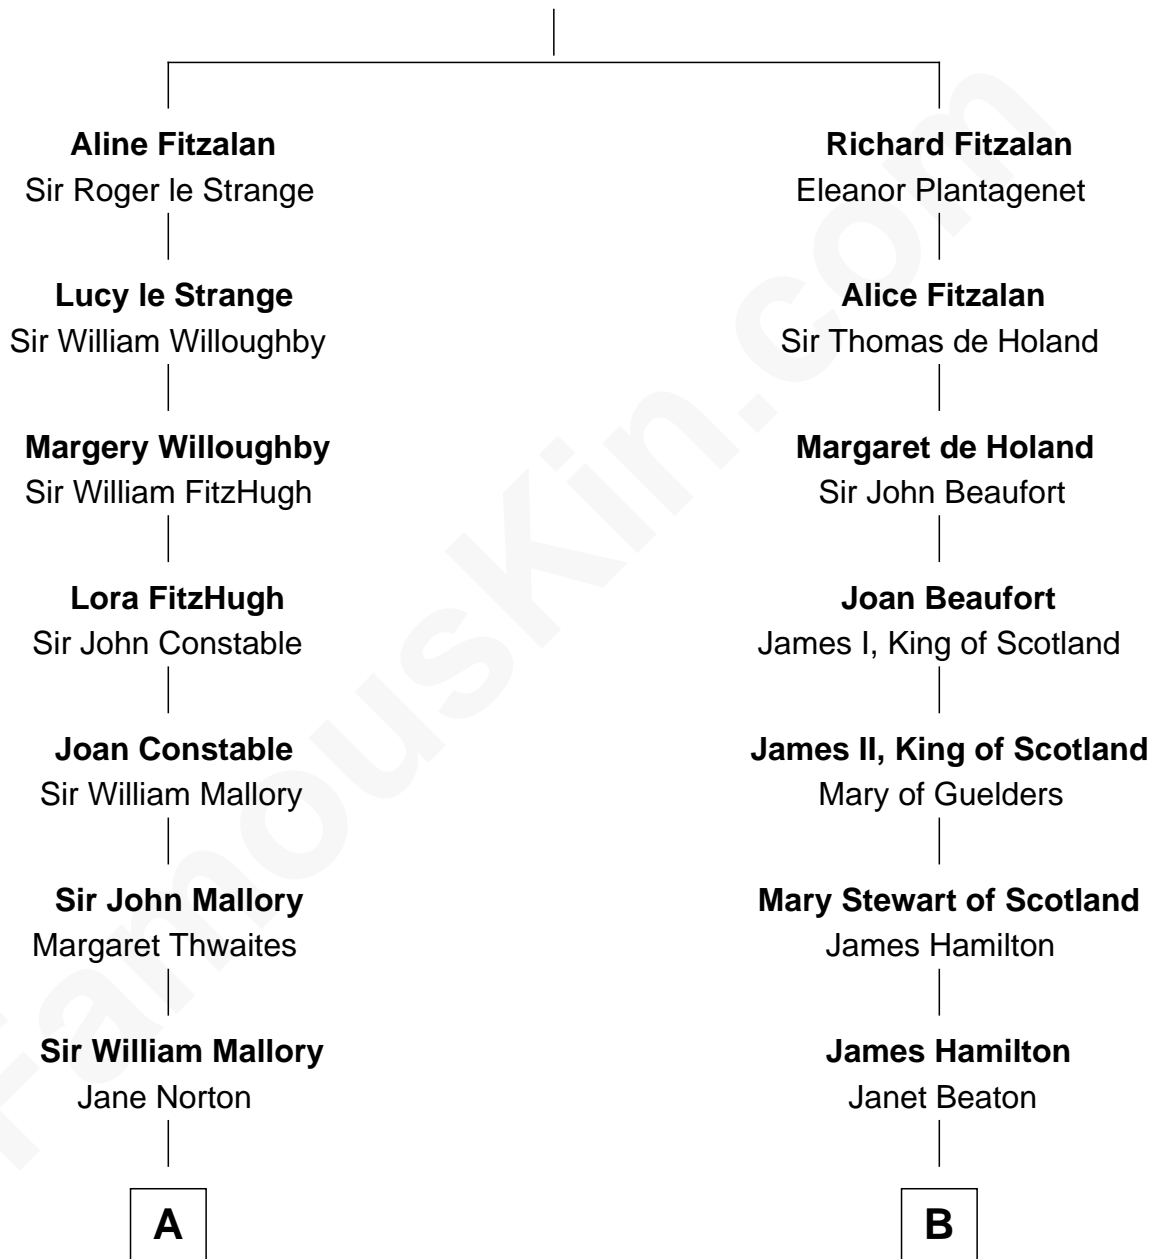 Aline Fitzalan
Sir Roger le Strange
Lucy le Strange
Sir William Willoughby
Margery Willoughby
Sir William FitzHugh
Lora FitzHugh
Sir John Constable
Joan Constable
Sir William Mallory
Sir John Mallory
Margaret Thwaites
Sir William Mallory
Jane Norton
A
Richard Fitzalan
Eleanor Plantagenet
Alice Fitzalan
Sir Thomas de Holand
Margaret de Holand
Sir John Beaufort
Joan Beaufort
James I, King of Scotland
James II, King of Scotland
Mary of Guelders
Mary Stewart of Scotland
James Hamilton
James Hamilton
Janet Beaton
B
FamousKin.com